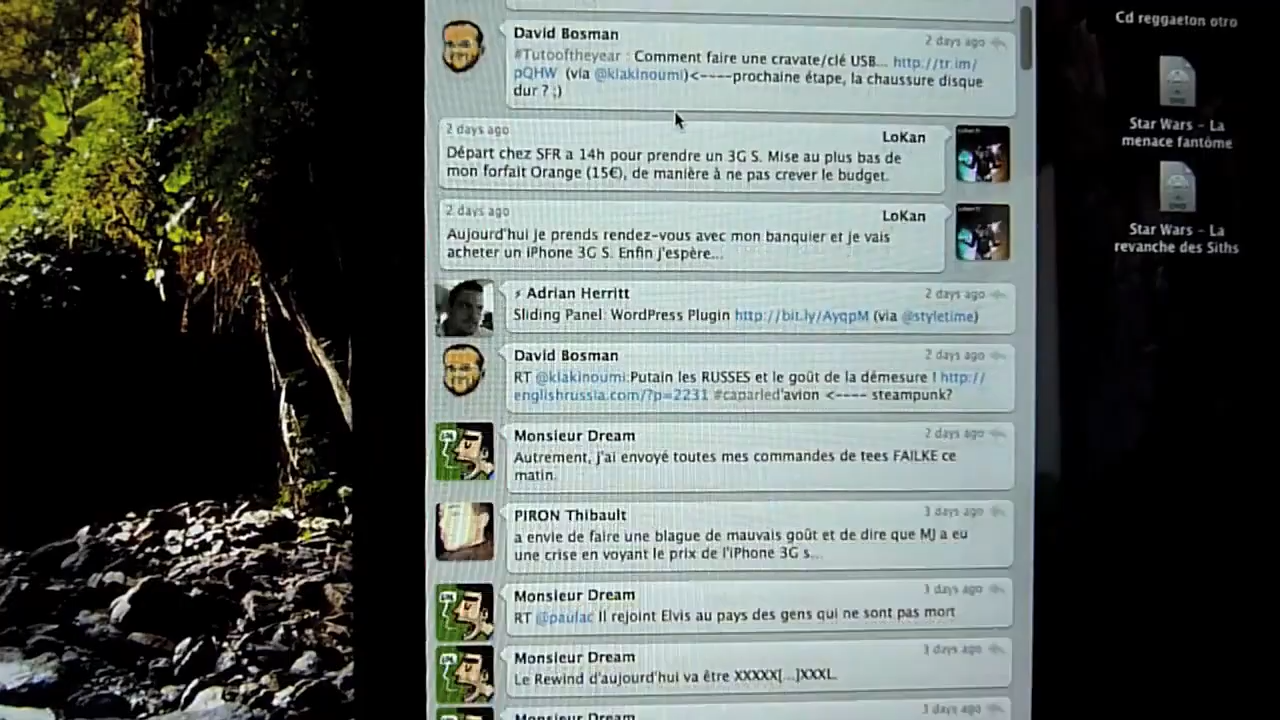 David Bosman
2 days ago
#Tutooftheyear : Comment faire une cravate/clé USB... http://tr.im/
pQHW (via @klakinoumi)<----prochaine étape, la chaussure disque
dur ? ;)
2 days ago
LoKan
Départ chez SFR a 14h pour prendre un 3G S. Mise au plus bas de
mon forfait Orange (15€), de manière à ne pas crever le budget.
2 days ago
LoKan
Aujourd'hui je prends rendez-vous avec mon banquier et je vais
acheter un iPhone 3G S. Enfin j'espère...
⚡ Adrian Herritt
2 days ago
Sliding Panel: WordPress Plugin http://bit.ly/AyqpM (via @styletime)
David Bosman
2 days ago
RT @klakinoumi:Putain les RUSSES et le goût de la démesure ! http://
englishrussia.com/?p=2231 #caparled'avion <---- steampunk?
Monsieur Dream
2 days ago
Autrement, j'ai envoyé toutes mes commandes de tees FAILKE ce
matin.
PIRON Thibault
3 days ago
a envie de faire une blague de mauvais goût et de dire que MJ a eu
une crise en voyant le prix de l'iPhone 3G s...
Monsieur Dream
3 days ago
RT @paulac Il rejoint Elvis au pays des gens qui ne sont pas mort
Monsieur Dream
3 days ago
Le Rewind d'aujourd'hui va être XXXXX[...]XXXL.
Monsieur Dream
3 days ago
Cd reggaeton otro
Star Wars - La
menace fantôme
Star Wars - La
revanche des Siths